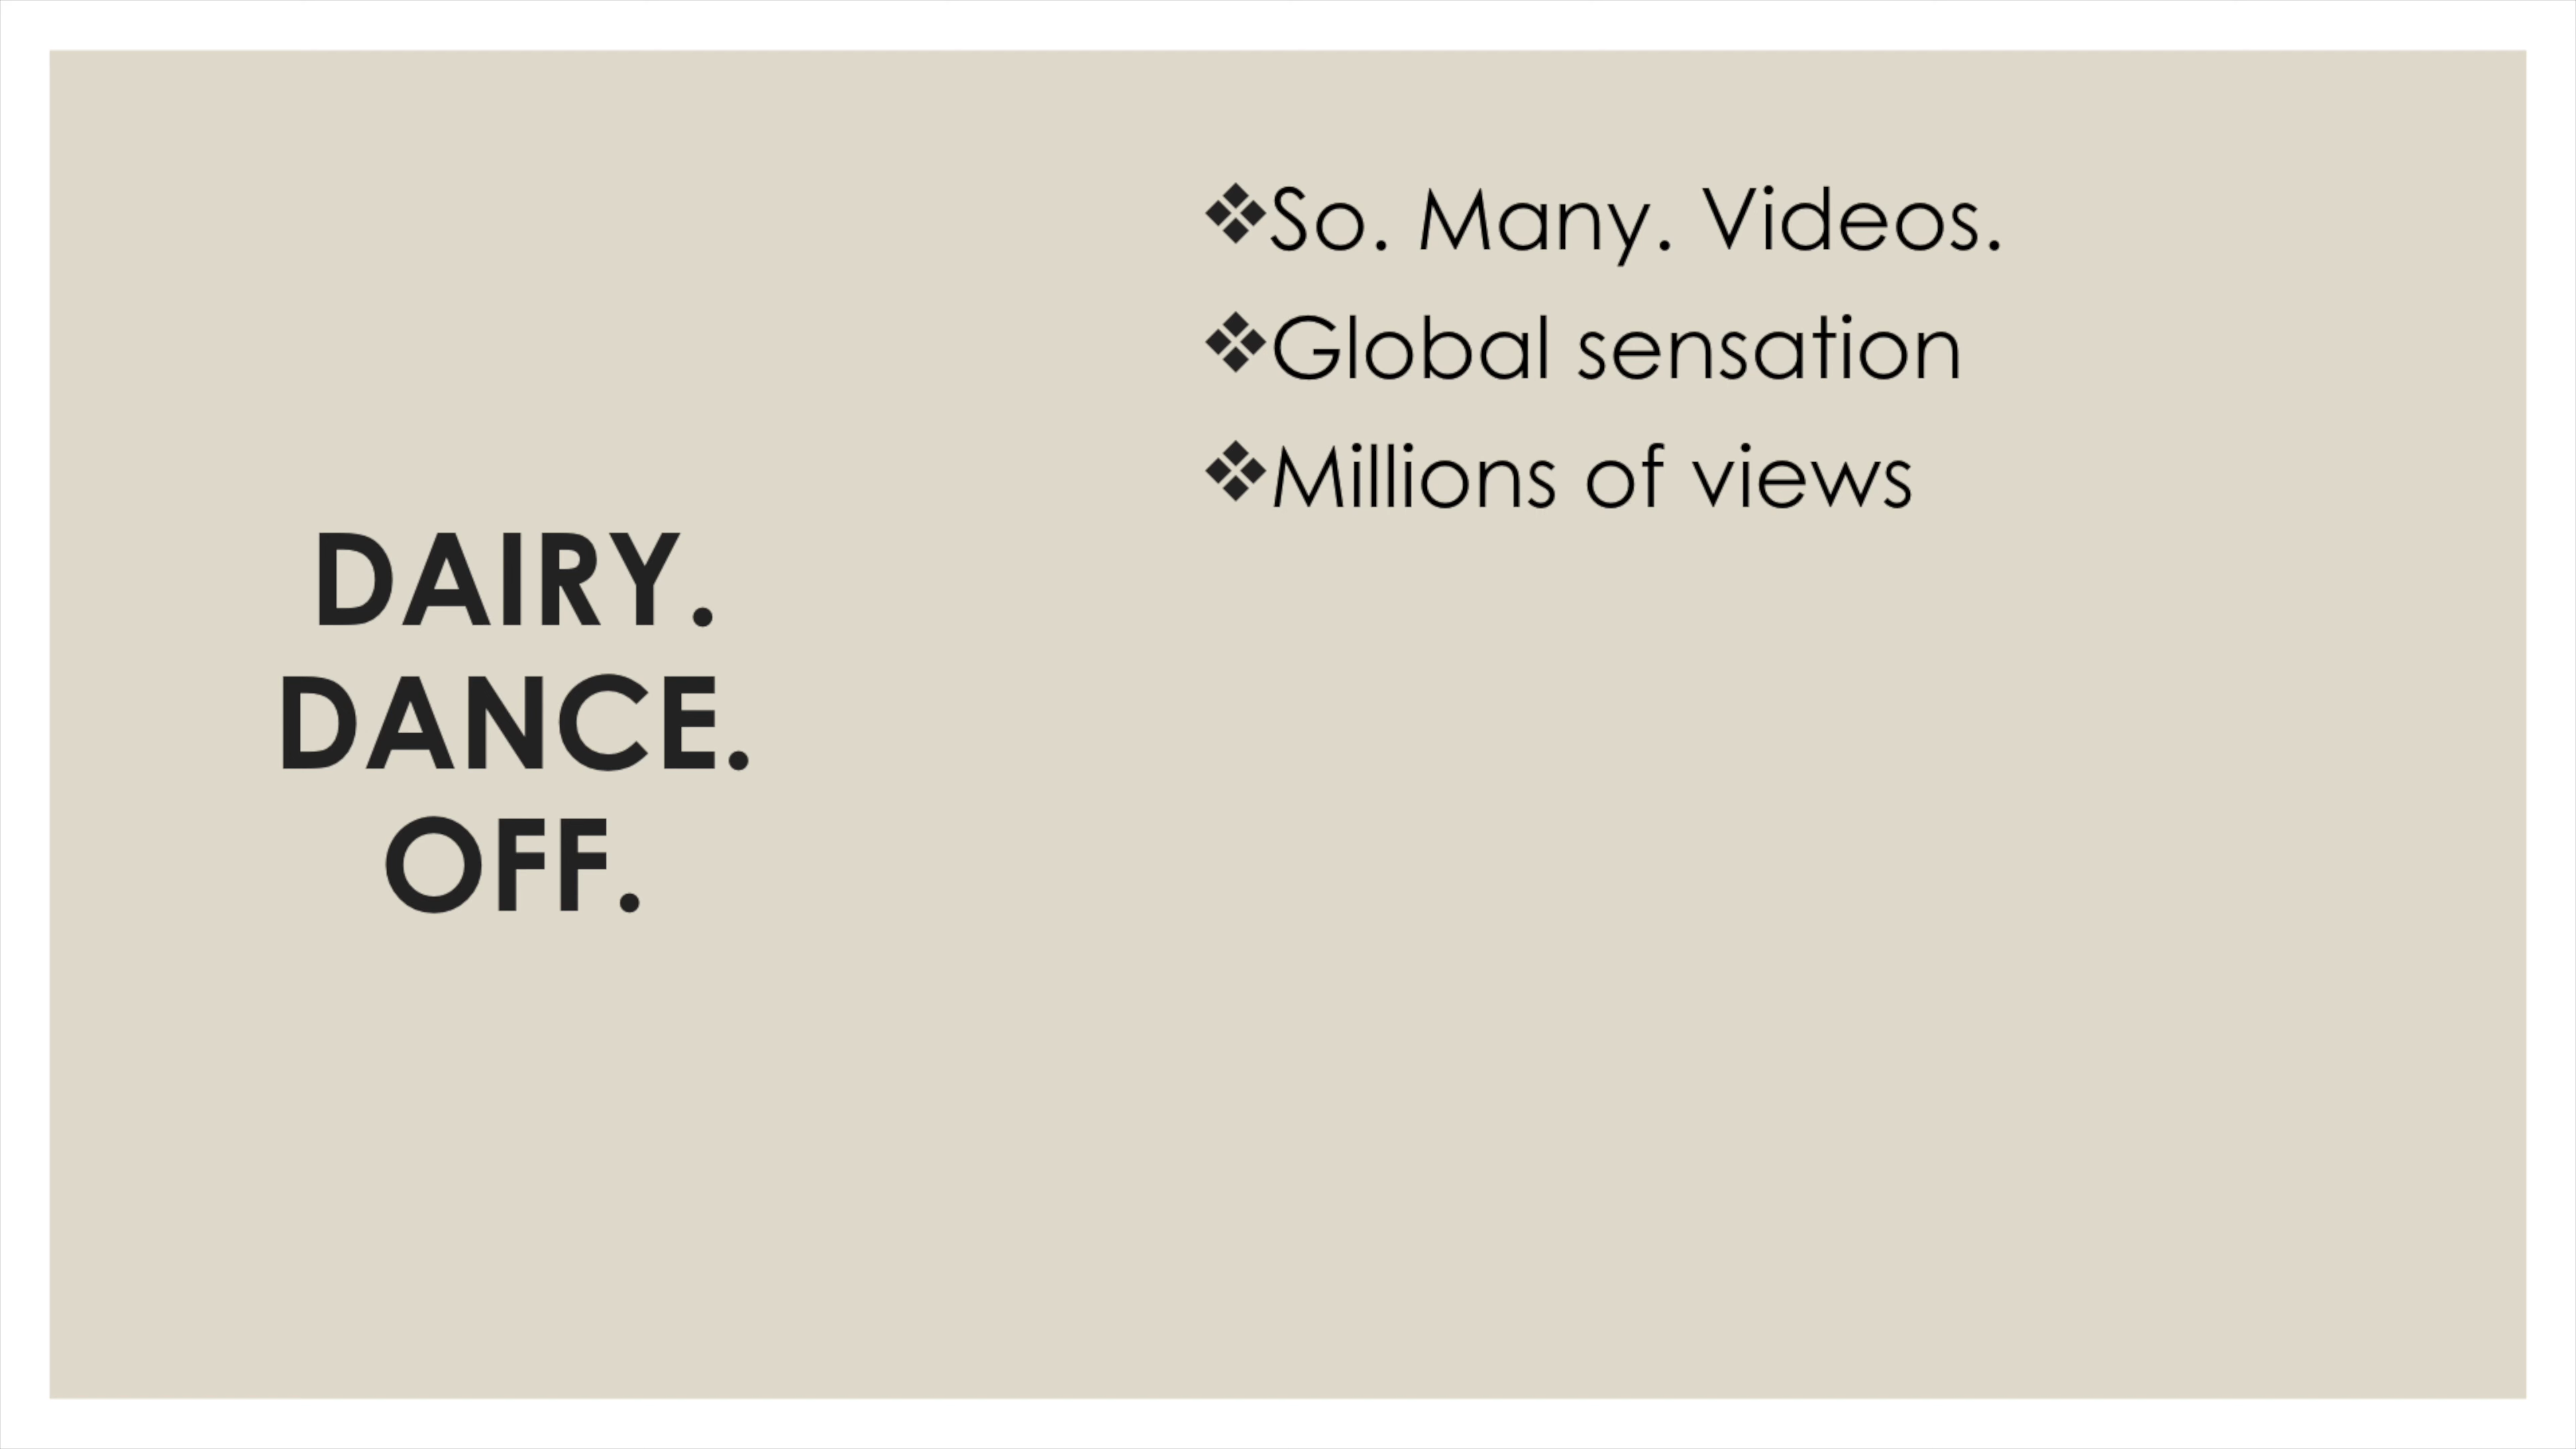 DAIRY.
DANCE.
OFF.
❖So. Many. Videos.
❖Global sensation
❖Millions of views